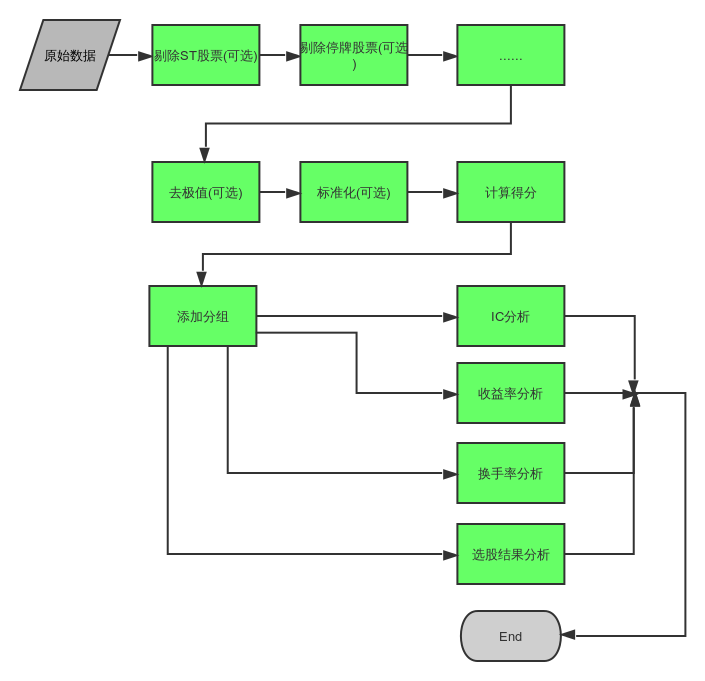 原始数据
剔除ST股票(可选)
剔除停牌股票(可选
)
......
去极值(可选)
标准化(可选)
计算得分
添加分组
IC分析
收益率分析
换手率分析
选股结果分析
End